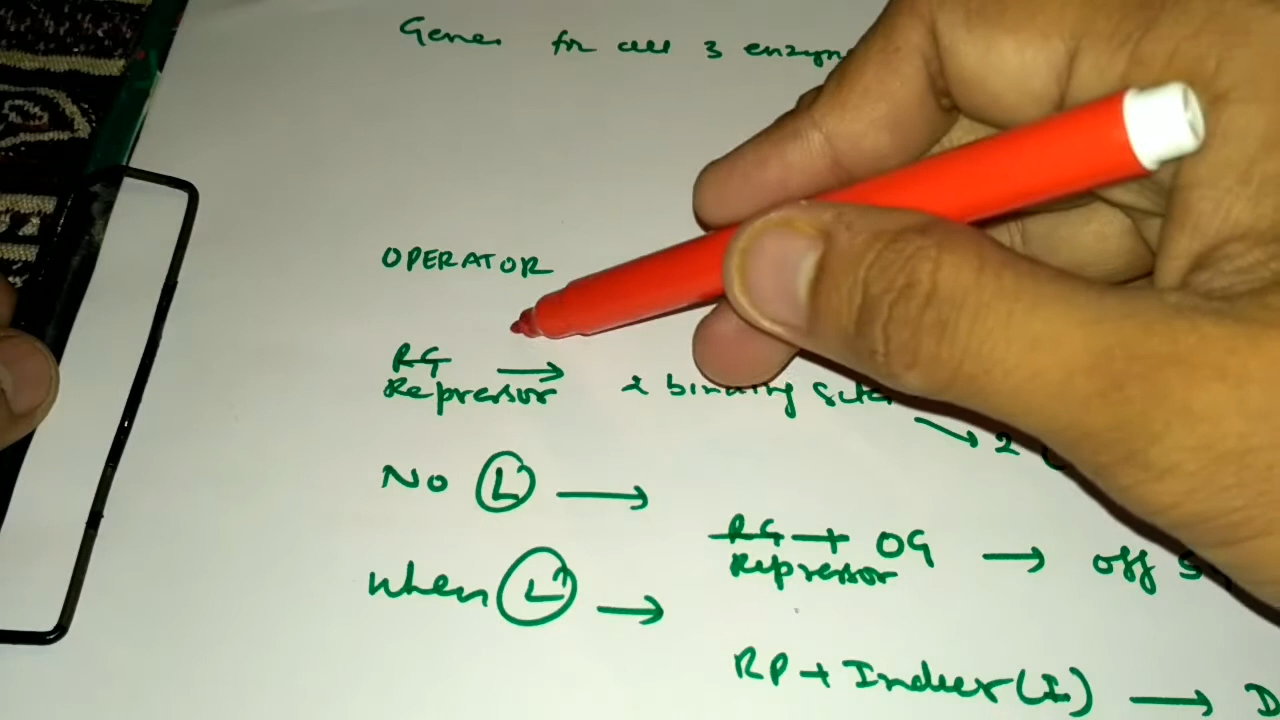 Genes for all 3 enzym
OPERATOR
RG
Repressor → 2 binding Sites
→ 2
No L →
RG + OG → off S
Repressor
When L →
RP + Inducer (I) → D